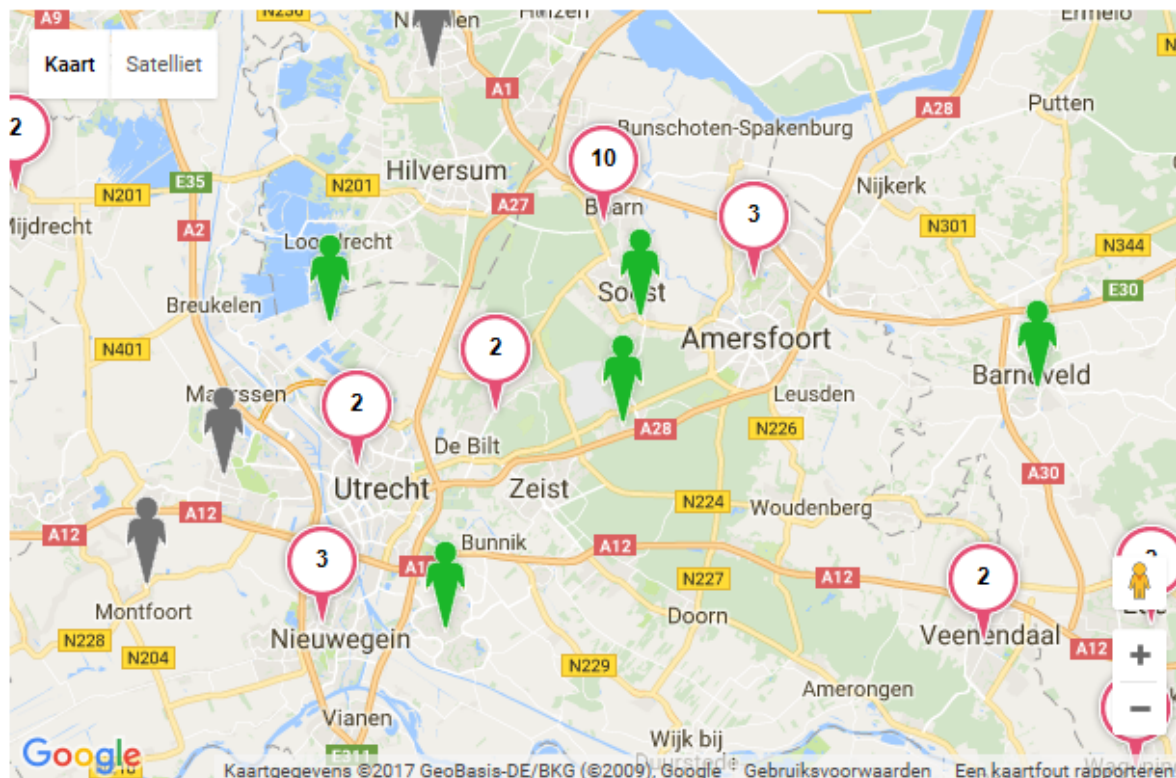 A9
N236
Huizen
Ermelo
Kaart
Satelliet
A1
A28
Putten
2
Bunschoten-Spakenburg
10
Hilversum
N201
E35
N201
Nijkerk
Mijdrecht
A2
A27
Baarn
3
N301
N344
Loosdrecht
Breukelen
Soest
E30
N401
2
Amersfoort
Barneveld
Maarssen
2
Leusden
De Bilt
A28
N226
A30
Utrecht
Zeist
N224
Woudenberg
A12
A12
Bunnik
A12
3
A12
2
N227
Montfoort
Doorn
N228
Nieuwegein
Veenendaal
N204
A12
N229
Amerongen
Vianen
Wijk bij
Duurstede
E311
Google
Kaartgegevens ©2017 GeoBasis-DE/BKG (©2009), Google
Gebruiksvoorwaarden
Een kaartfout rapporteren